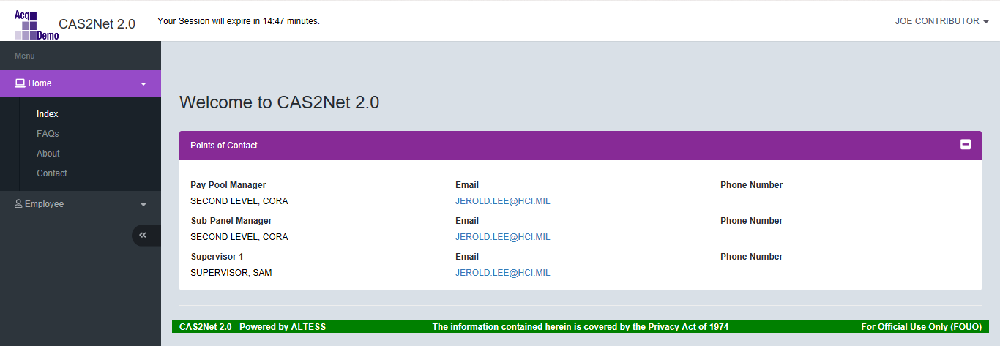 Acq
Demo
CAS2Net 2.0
Your Session will expire in 14:47 minutes.
JOE CONTRIBUTOR
Menu
Home
Index
FAQs
About
Contact
Employee
Welcome to CAS2Net 2.0
Points of Contact
Pay Pool Manager Email Phone Number
SECOND LEVEL, CORA JEROLD.LEE@HCI.MIL
Sub-Panel Manager Email Phone Number
SECOND LEVEL, CORA JEROLD.LEE@HCI.MIL
Supervisor 1 Email Phone Number
SUPERVISOR, SAM JEROLD.LEE@HCI.MIL
CAS2Net 2.0 - Powered by ALTESS The information contained herein is covered by the Privacy Act of 1974 For Official Use Only (FOUO)